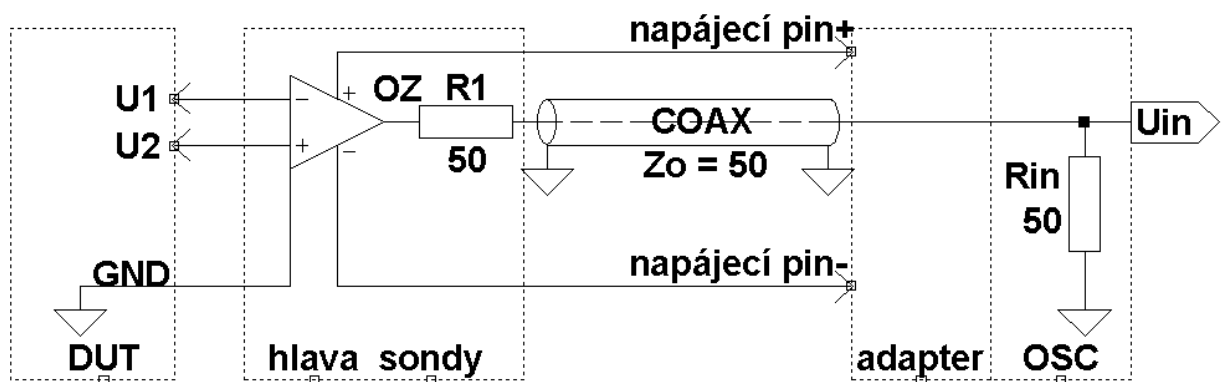 napájecí pin+
U1
U2
OZ
R1
50
COAX
Zo = 50
Uin
Rin
50
GND
napájecí pin-
DUT
hlava sondy
adapter
OSC